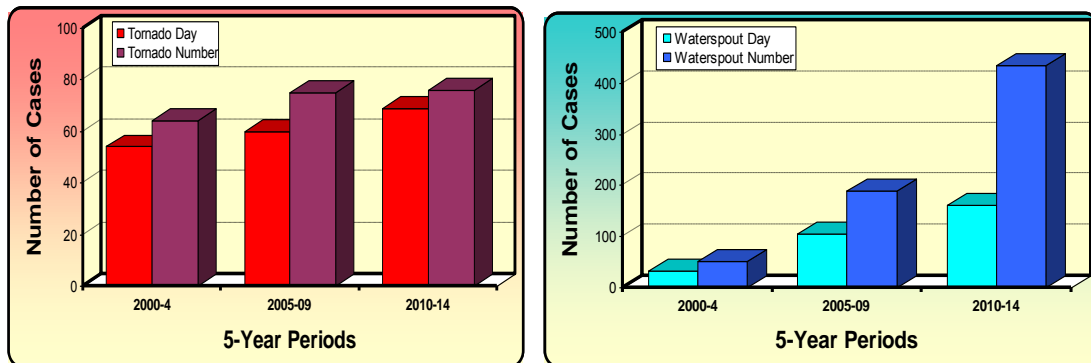 Tornado Day
Tornado Number
Number of Cases
100
80
60
40
20
0
2000-4 2005-09 2010-14
5-Year Periods
Waterspout Day
Waterspout Number
Number of Cases
500
400
300
200
100
0
2000-4 2005-09 2010-14
5-Year Periods